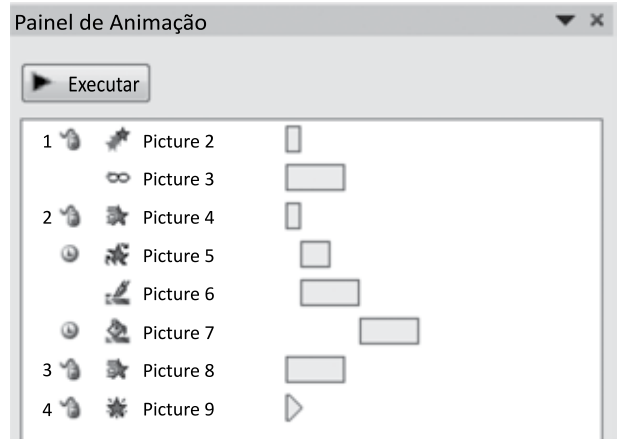 Painel de Animação
Executar
1 Picture 2
Picture 3
2 Picture 4
Picture 5
Picture 6
Picture 7
3 Picture 8
4 Picture 9